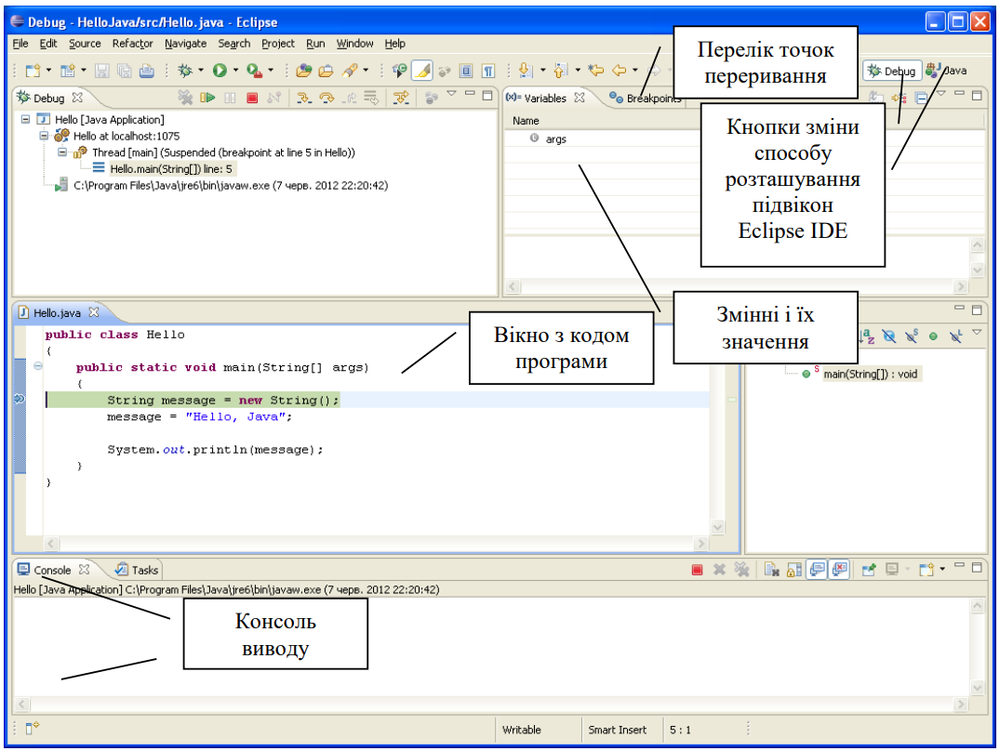 Debug - HelloJava/src/Hello.java - Eclipse
File Edit Source Refactor Navigate Search Project Run Window Help
Перелік точок
переривання
Debug Java
Debug
(x)= Variables Breakpoints
Hello [Java Application]
Hello at localhost:1075
Thread [main] (Suspended (breakpoint at line 5 in Hello))
Hello.main(String[]) line: 5
C:\Program Files\Java\jre6\bin\javaw.exe (7 черв. 2012 22:20:42)
Name
args
Кнопки зміни
способу
розташування
підвікон
Eclipse IDE
Змінні і їх
значення
Hello.java
public class Hello
{
public static void main(String[] args)
{
String message = new String();
message = "Hello, Java";
System.out.println(message);
}
}
Вікно з кодом
програми
main(String[]) : void
Console Tasks
Hello [Java Application] C:\Program Files\Java\jre6\bin\javaw.exe (7 черв. 2012 22:20:42)
Консоль
виводу
Writable Smart Insert 5 : 1